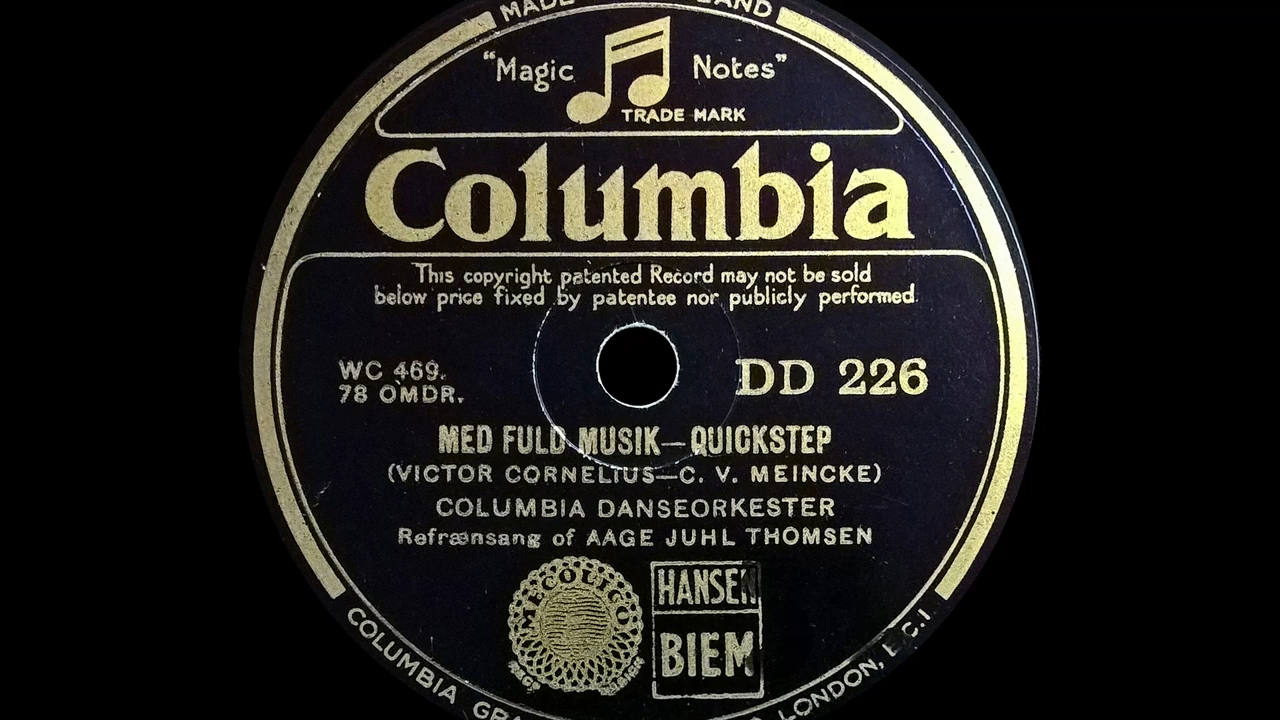 “Magic Notes”
TRADE MARK
Columbia
This copyright patented Record may not be sold
below price fixed by patentee nor publicly performed.
WC 469.
78 OMDR.
DD 226
MED FULD MUSIK—QUICKSTEP
(VICTOR CORNELIUS—C. V. MEINCKE)
COLUMBIA DANSEORKESTER
Refrænsang of AAGE JUHL THOMSEN
MECOLICO
HANSEN
BIEM
COLUMBIA LONDON,